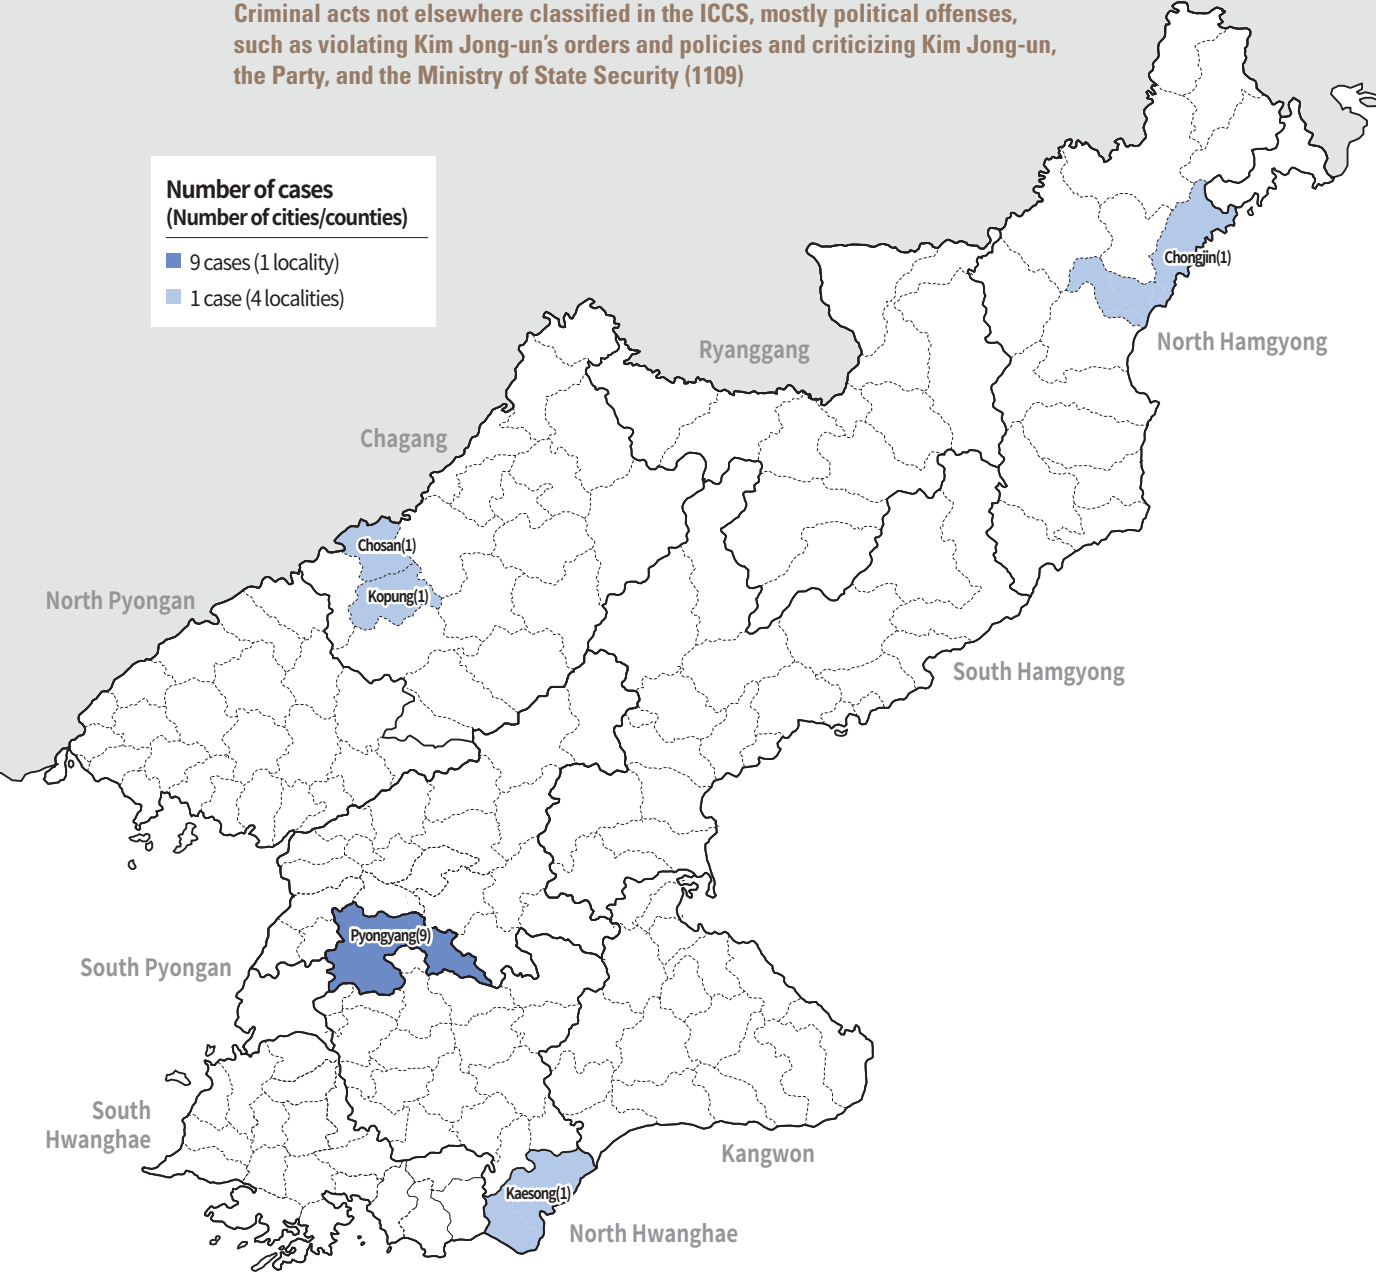 Criminal acts not elsewhere classified in the ICCS, mostly political offenses,
such as violating Kim Jong-un’s orders and policies and criticizing Kim Jong-un,
the Party, and the Ministry of State Security (1109)
Number of cases
(Number of cities/counties)
9 cases (1 locality)
1 case (4 localities)
Chongjin(1)
North Hamgyong
Ryanggang
Chagang
Chosan(1)
Kopung(1)
North Pyongan
South Hamgyong
Pyongyang(9)
South Pyongan
South
Hwanghae
Kangwon
Kaesong(1)
North Hwanghae